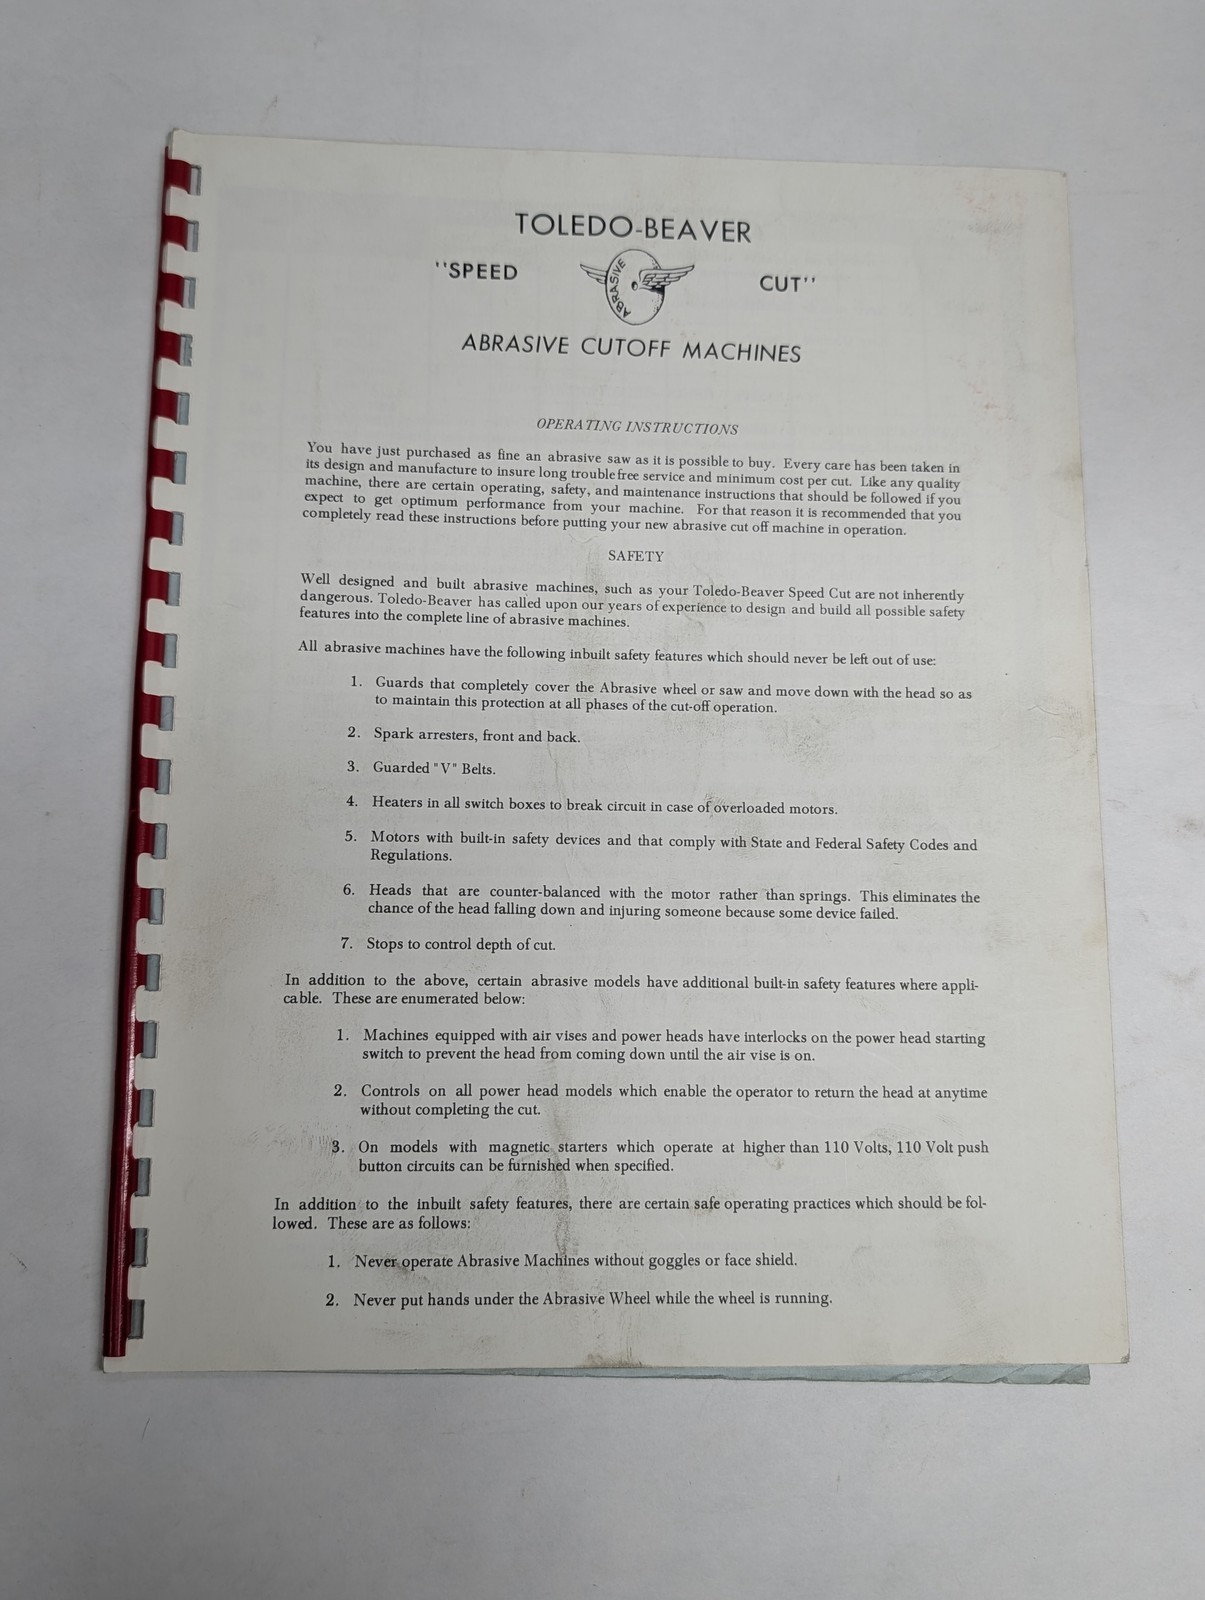 TOLEDO-BEAVER
"SPEED CUT"
ABRASIVE
ABRASIVE CUTOFF MACHINES
OPERATING INSTRUCTIONS
You have just purchased as fine an abrasive saw as it is possible to buy. Every care has been taken in
its design and manufacture to insure long trouble free service and minimum cost per cut. Like any quality
machine, there are certain operating, safety, and maintenance instructions that should be followed if you
expect to get optimum performance from your machine. For that reason it is recommended that you
completely read these instructions before putting your new abrasive cut off machine in operation.
SAFETY
Well designed and built abrasive machines, such as your Toledo-Beaver Speed Cut are not inherently
dangerous. Toledo-Beaver has called upon our years of experience to design and build all possible safety
features into the complete line of abrasive machines.
All abrasive machines have the following inbuilt safety features which should never be left out of use:
1. Guards that completely cover the Abrasive wheel or saw and move down with the head so as
to maintain this protection at all phases of the cut-off operation.
2. Spark arresters, front and back.
3. Guarded "V" Belts.
4. Heaters in all switch boxes to break circuit in case of overloaded motors.
5. Motors with built-in safety devices and that comply with State and Federal Safety Codes and
Regulations.
6. Heads that are counter-balanced with the motor rather than springs. This eliminates the
chance of the head falling down and injuring someone because some device failed.
7. Stops to control depth of cut.
In addition to the above, certain abrasive models have additional built-in safety features where appli-
cable. These are enumerated below:
1. Machines equipped with air vises and power heads have interlocks on the power head starting
switch to prevent the head from coming down until the air vise is on.
2. Controls on all power head models which enable the operator to return the head at anytime
without completing the cut.
3. On models with magnetic starters which operate at higher than 110 Volts, 110 Volt push
button circuits can be furnished when specified.
In addition to the inbuilt safety features, there are certain safe operating practices which should be fol-
lowed. These are as follows:
1. Never operate Abrasive Machines without goggles or face shield.
2. Never put hands under the Abrasive Wheel while the wheel is running.